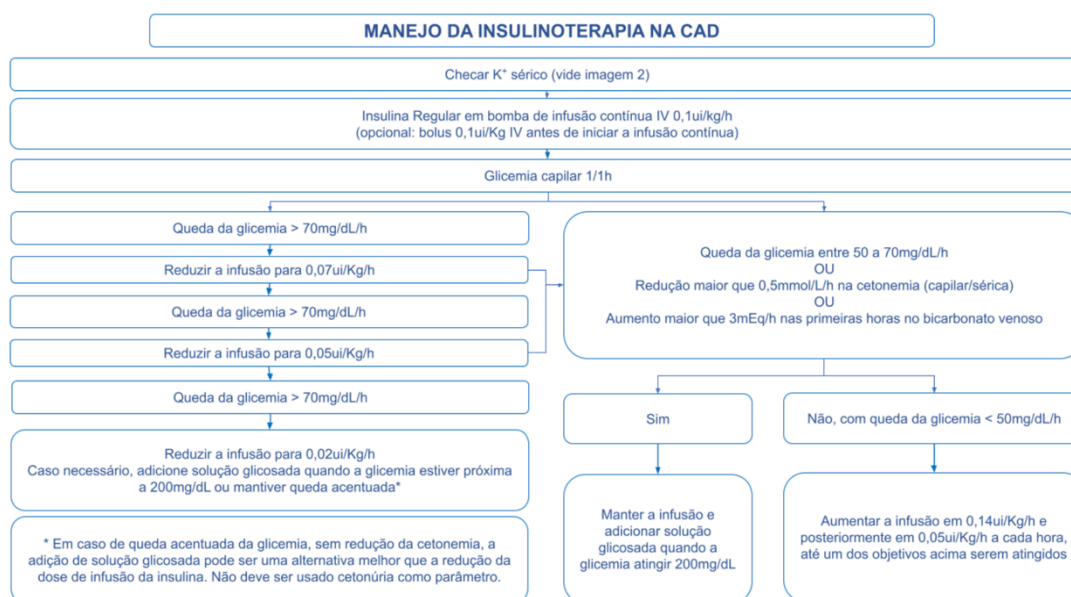 MANEJO DA INSULINOTERAPIA NA CAD
Checar K⁺ sérico (vide imagem 2)
Insulina Regular em bomba de infusão contínua IV 0,1ui/kg/h
(opcional: bolus 0,1ui/Kg IV antes de iniciar a infusão contínua)
Glicemia capilar 1/1h
Queda da glicemia > 70mg/dL/h
Reduzir a infusão para 0,07ui/Kg/h
Queda da glicemia > 70mg/dL/h
Reduzir a infusão para 0,05ui/Kg/h
Queda da glicemia > 70mg/dL/h
Reduzir a infusão para 0,02ui/Kg/h
Caso necessário, adicione solução glicosada quando a glicemia estiver próxima
a 200mg/dL ou mantiver queda acentuada*
* Em caso de queda acentuada da glicemia, sem redução da cetonemia, a
adição de solução glicosada pode ser uma alternativa melhor que a redução da
dose de infusão da insulina. Não deve ser usado cetonúria como parâmetro.
Queda da glicemia entre 50 a 70mg/dL/h
OU
Redução maior que 0,5mmol/L/h na cetonemia (capilar/sérica)
OU
Aumento maior que 3mEq/h nas primeiras horas no bicarbonato venoso
Sim
Manter a infusão e
adicionar solução
glicosada quando a
glicemia atingir 200mg/dL
Não, com queda da glicemia < 50mg/dL/h
Aumentar a infusão em 0,14ui/Kg/h e
posteriormente em 0,05ui/Kg/h a cada hora,
até um dos objetivos acima serem atingidos